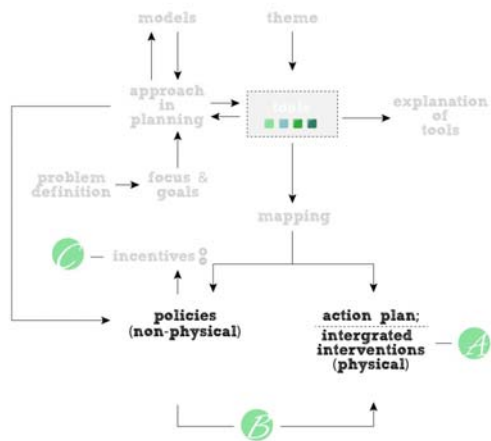 models
theme
approach
in
planning
tools
explanation
of
tools
problem
definition
focus &
goals
mapping
C
incentives
policies
(non-physical)
action plan;
intergrated
interventions
(physical)
A
B